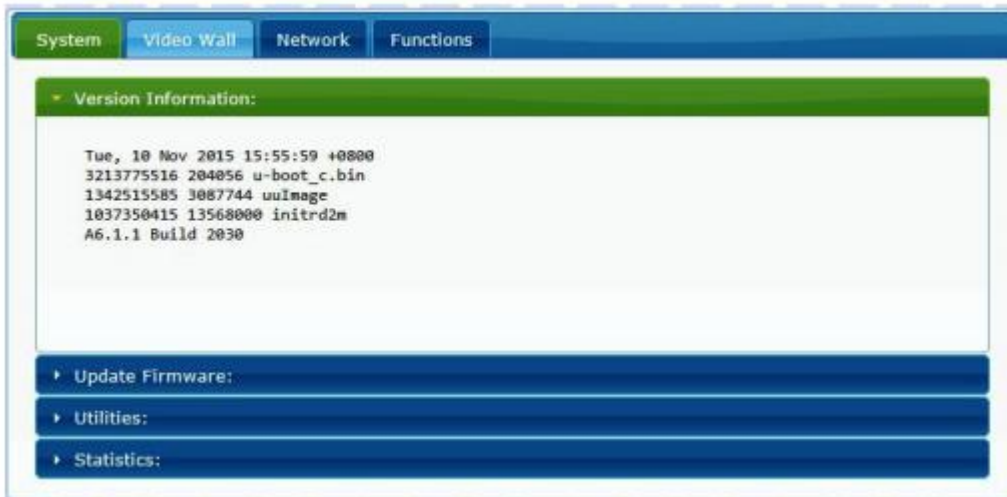 System Video Wall Network Functions
Version Information:
Tue, 10 Nov 2015 15:55:59 +0800
3213775516 204056 u-boot_c.bin
1342515585 3087744 uuImage
1037350415 13568000 initrd2m
A6.1.1 Build 2030
Update Firmware:
Utilities:
Statistics: